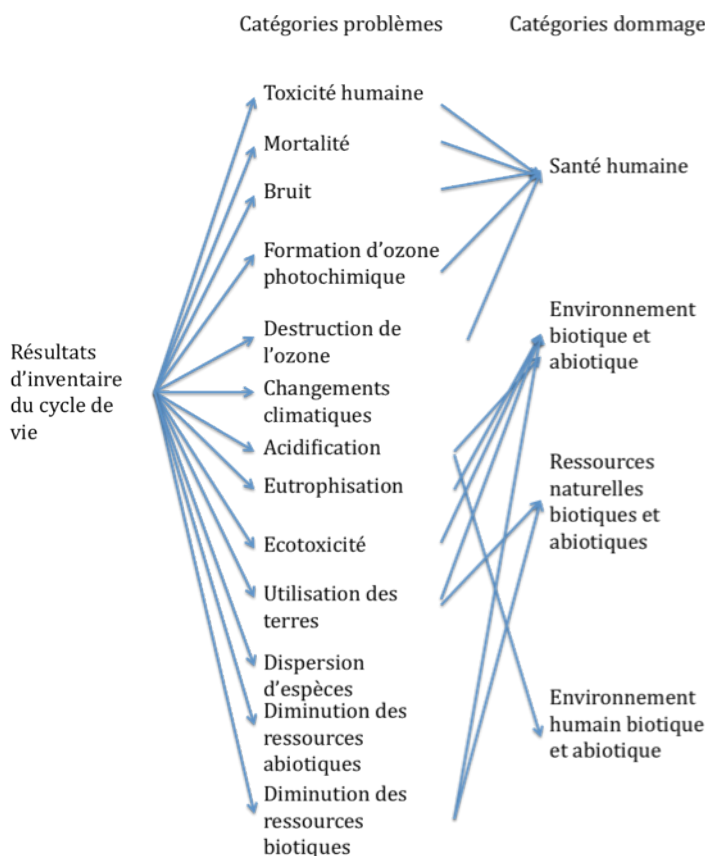 Catégories problèmes
Catégories dommage
Résultats
d'inventaire
du cycle de
vie
Toxicité humaine
Mortalité
Bruit
Formation d'ozone
photochimique
Destruction de
l'ozone
Changements
climatiques
Acidification
Eutrophisation
Ecotoxicité
Utilisation des
terres
Dispersion
d'espèces
Diminution des
ressources
abiotiques
Diminution des
ressources
biotiques
Santé humaine
Environnement
biotique et
abiotique
Ressources
naturelles
biotiques et
abiotiques
Environnement
humain biotique
et abiotique